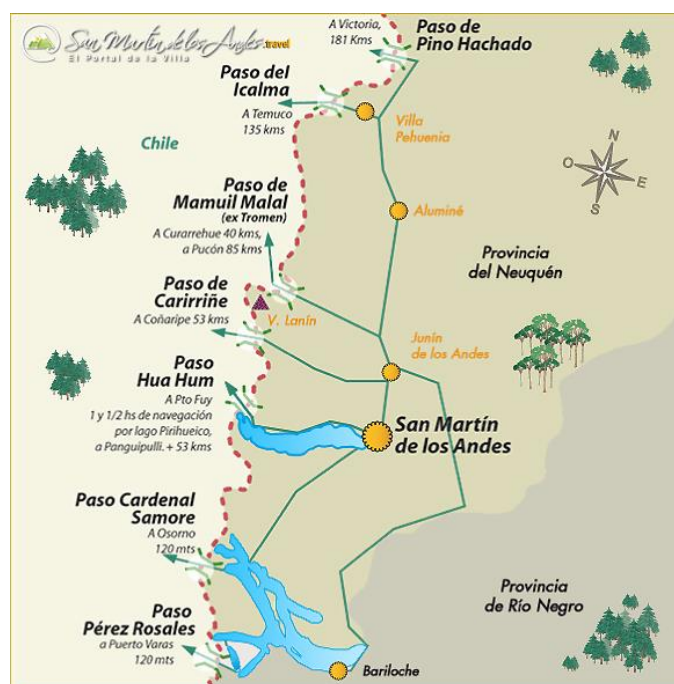 San Martín de los Andes.travel
El Portal de la Villa
A Victoria,
181 Kms
Paso de
Pino Hachado
Paso del
Icalma
A Temuco
135 kms
Villa
Pehuenia
Chile
N
O
E
S
Paso de
Mamuil Malal
(ex Tromen)
A Curarrehue 40 kms,
a Pucón 85 kms
Aluminé
Provincia
del Neuquén
Paso de
Carirriñe
A Coñaripe 53 kms
V. Lanín
Junín
de los Andes
Paso
Hua Hum
A Pto Fuy
1 y 1/2 hs de navegación
por lago Pirihueico,
a Panguipulli. + 53 kms
San Martín
de los Andes
Paso Cardenal
Samore
A Osorno
120 mts
Provincia
de Río Negro
Paso
Pérez Rosales
a Puerto Varas
120 mts
Bariloche